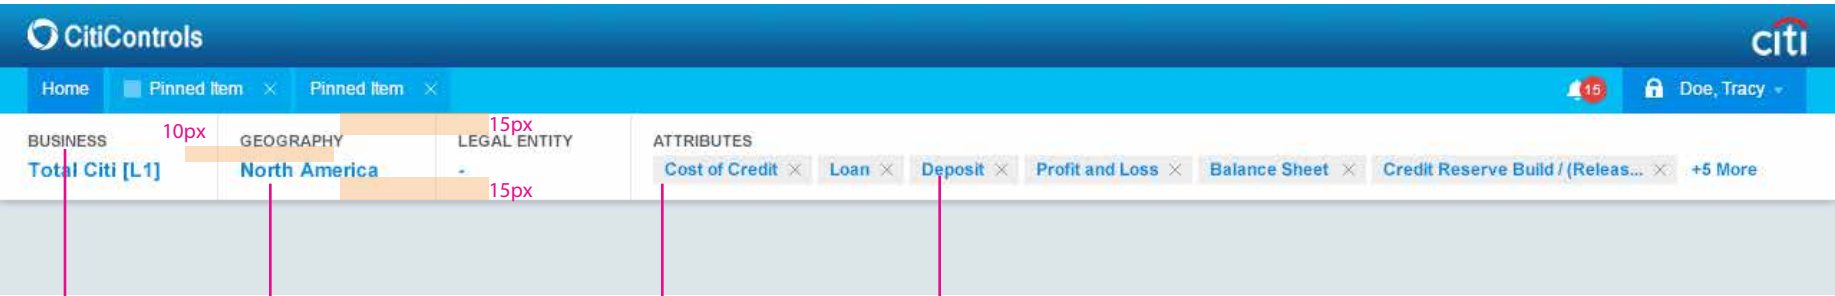 CitiControls
citi
Home Pinned Item Pinned Item 15 Doe, Tracy
BUSINESS 10px GEOGRAPHY 15px LEGAL ENTITY ATTRIBUTES
Total Citi [L1] North America - Cost of Credit Loan Deposit Profit and Loss Balance Sheet Credit Reserve Build / (Releas... +5 More
15px